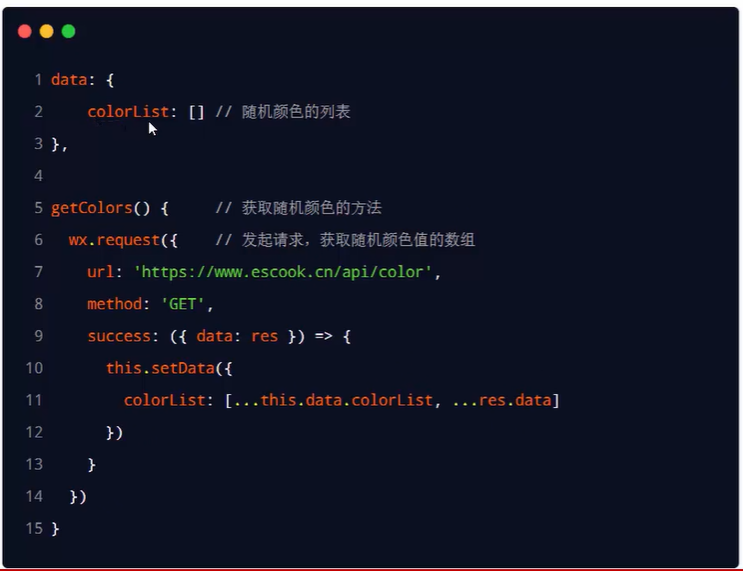 1 data: {
2 colorList: [] // 随机颜色的列表
3 },
4
5 getColors() { // 获取随机颜色的方法
6 wx.request({ // 发起请求，获取随机颜色值的数组
7 url: 'https://www.escook.cn/api/color',
8 method: 'GET',
9 success: ({ data: res }) => {
10 this.setData({
11 colorList: [...this.data.colorList, ...res.data]
12 })
13 }
14 })
15 }